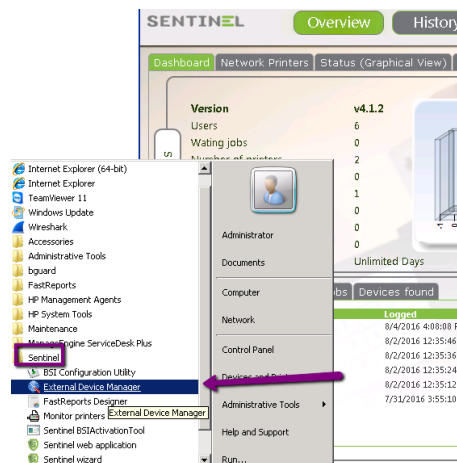 SENTINEL Overview History
Dashboard Network Printers Status (Graphical View)
Version v4.1.2
Users 6
Wating jobs 0
Number of printers 2
0
1
0
0
0
Unlimited Days
Devices found
Logged
8/4/2016 4:08:08
8/2/2016 12:35:46
8/2/2016 12:35:36
8/2/2016 12:35:24
8/2/2016 12:35:12
7/31/2016 3:55:10
Internet Explorer (64-bit)
Internet Explorer
TeamViewer 11
Windows Update
Wireshark
Accessories
Administrative Tools
bguard
FastReports
HP Management Agents
HP System Tools
Maintenance
ManageEngine ServiceDesk Plus
Sentinel
BSI Configuration Utility
External Device Manager
FastReports Designer
Monitor printers
External Device Manager
Sentinel BSIActivationTool
Sentinel web application
Sentinel wizard
Administrator
Documents
Computer
Network
Control Panel
Devices and
Administrative Tools
Help and Support
Run...